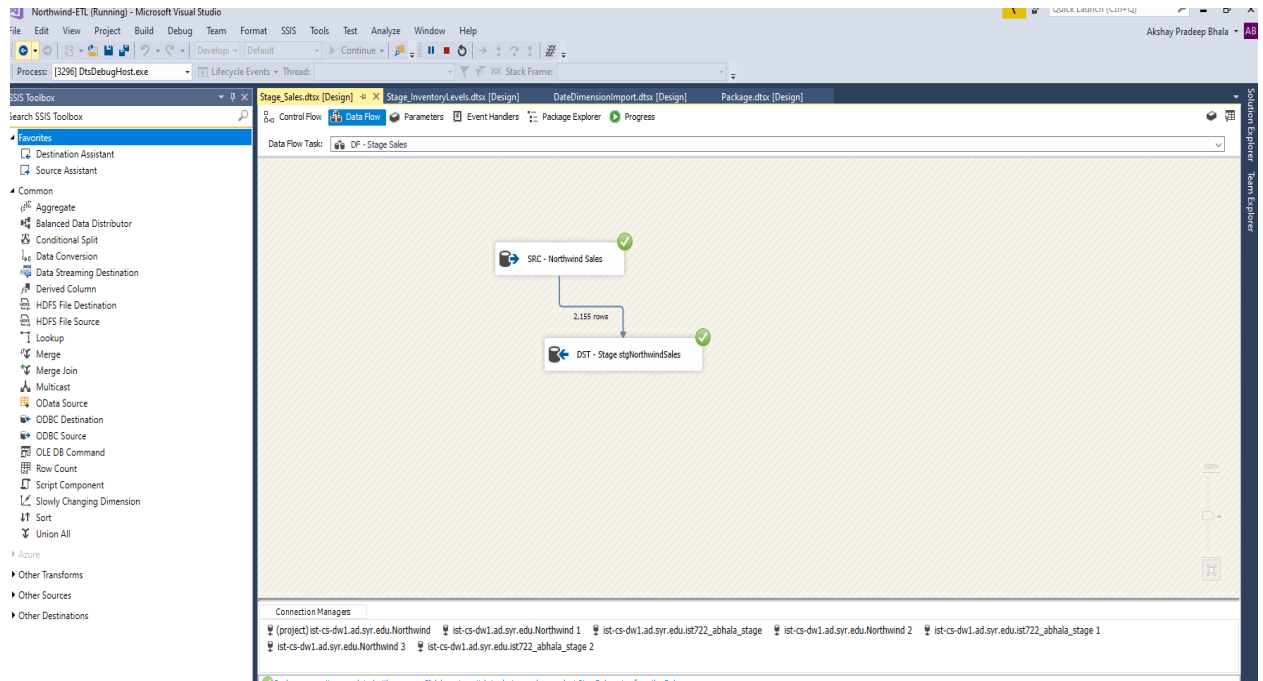 Northwind-ETL (Running) - Microsoft Visual Studio
Quick Launch (Ctrl+Q)
File Edit View Project Build Debug Team Format SSIS Tools Test Analyze Window Help
Akshay Pradeep Bhala AB
Develop Default Continue
Process: [3296] DtsDebugHost.exe Lifecycle Events Thread: Stack Frame:
SSIS Toolbox
Search SSIS Toolbox
Favorites
Destination Assistant
Source Assistant
Common
Aggregate
Balanced Data Distributor
Conditional Split
Data Conversion
Data Streaming Destination
Derived Column
HDFS File Destination
HDFS File Source
Lookup
Merge
Merge Join
Multicast
OData Source
ODBC Destination
ODBC Source
OLE DB Command
Row Count
Script Component
Slowly Changing Dimension
Sort
Union All
Azure
Other Transforms
Other Sources
Other Destinations
Stage_Sales.dtsx [Design] Stage_InventoryLevels.dtsx [Design] DateDimensionImport.dtsx [Design] Package.dtsx [Design]
Control Flow Data Flow Parameters Event Handlers Package Explorer Progress
Data Flow Task: DF - Stage Sales
SRC - Northwind Sales
2,155 rows
DST - Stage stgNorthwindSales
100%
Connection Managers
(project) ist-cs-dw1.ad.syr.edu.Northwind ist-cs-dw1.ad.syr.edu.Northwind 1 ist-cs-dw1.ad.syr.edu.ist722_abhala_stage ist-cs-dw1.ad.syr.edu.Northwind 2 ist-cs-dw1.ad.syr.edu.ist722_abhala_stage 1
ist-cs-dw1.ad.syr.edu.Northwind 3 ist-cs-dw1.ad.syr.edu.ist722_abhala_stage 2
Solution Explorer
Team Explorer